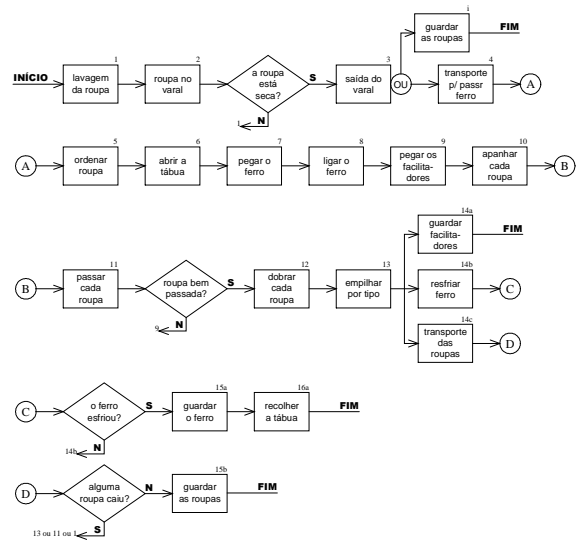 i
guardar
as roupas
FIM
INÍCIO
1
lavagem
da roupa
2
roupa no
varal
a roupa
está
seca?
S
N
1
3
saída do
varal
OU
4
transporte
p/ passr
ferro
A
A
5
ordenar
roupa
6
abrir a
tábua
7
pegar o
ferro
8
ligar o
ferro
9
pegar os
facilita-
dores
10
apanhar
cada
roupa
B
B
11
passar
cada
roupa
roupa bem
passada?
S
N
9
12
dobrar
cada
roupa
13
empilhar
por tipo
14a
guardar
facilita-
dores
FIM
14b
resfriar
ferro
C
14c
transporte
das
roupas
D
C
o ferro
esfriou?
S
N
14b
15a
guardar
o ferro
16a
recolher
a tábua
FIM
D
alguma
roupa caiu?
N
S
13 ou 11 ou 1
15b
guardar
as roupas
FIM